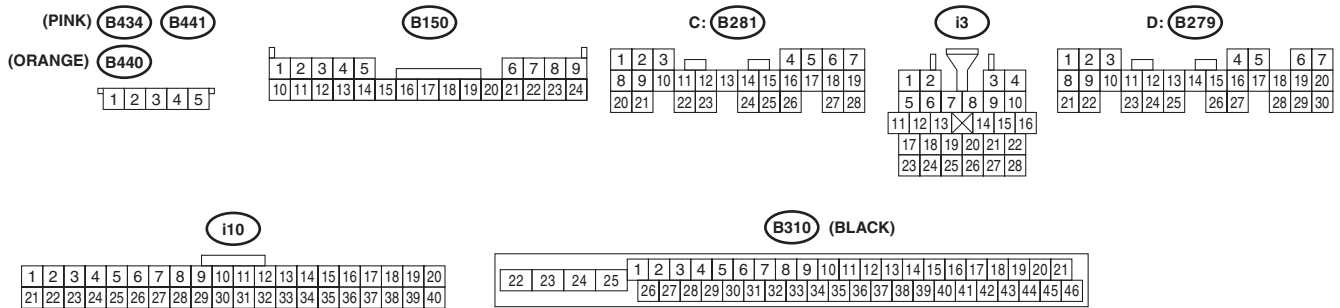 (PINK) B434 B441 B150 C: B281 i3 D: B279
(ORANGE) B440
1 2 3 4 5
1 2 3 4 5 6 7 8 9
10 11 12 13 14 15 16 17 18 19 20 21 22 23 24
1 2 3 4 5 6 7
8 9 10 11 12 13 14 15 16 17 18 19
20 21 22 23 24 25 26 27 28
1 2 3 4
5 6 7 8 9 10
11 12 13 14 15 16
17 18 19 20 21 22
23 24 25 26 27 28
1 2 3 4 5 6 7
8 9 10 11 12 13 14 15 16 17 18 19 20
21 22 23 24 25 26 27 28 29 30
i10
1 2 3 4 5 6 7 8 9 10 11 12 13 14 15 16 17 18 19 20
21 22 23 24 25 26 27 28 29 30 31 32 33 34 35 36 37 38 39 40
B310 (BLACK)
22 23 24 25 1 2 3 4 5 6 7 8 9 10 11 12 13 14 15 16 17 18 19 20 21
26 27 28 29 30 31 32 33 34 35 36 37 38 39 40 41 42 43 44 45 46